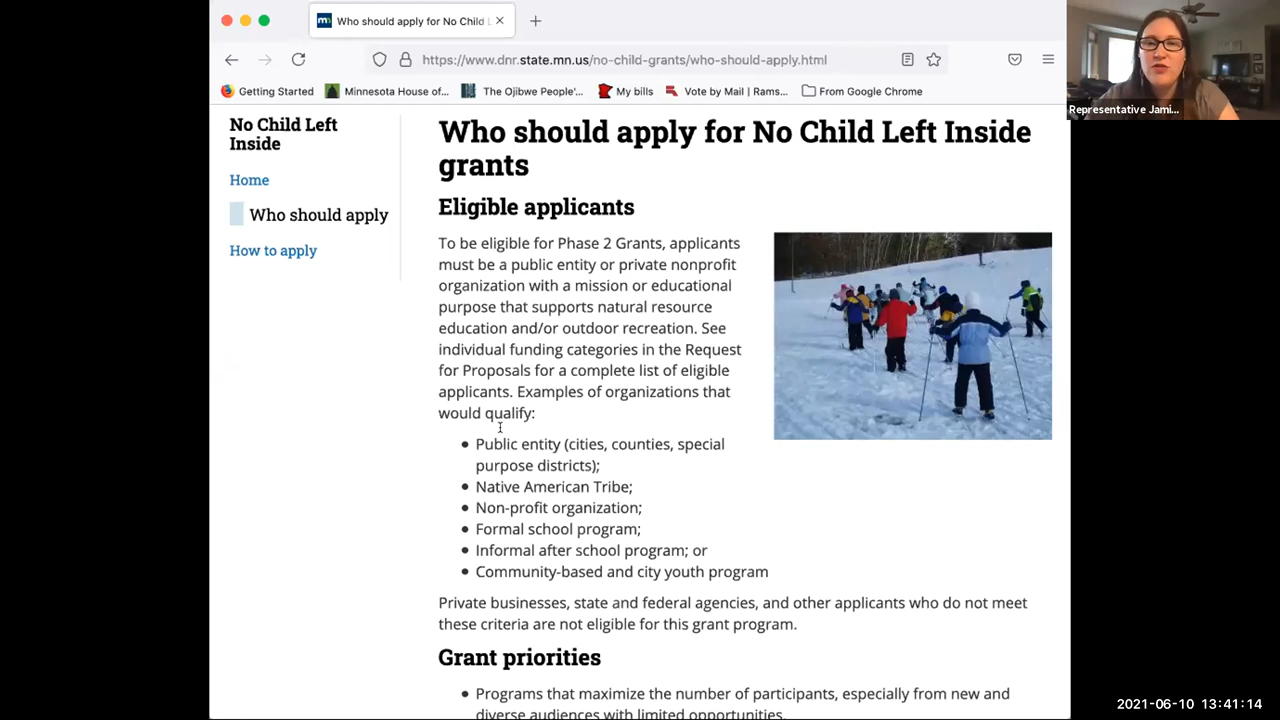 Who should apply for No Child L
https://www.dnr.state.mn.us/no-child-grants/who-should-apply.html
Getting Started
Minnesota House of...
The Ojibwe People'...
My bills
Vote by Mail | Rams...
From Google Chrome
Representative Jami...
No Child Left
Inside
Home
Who should apply
How to apply
Who should apply for No Child Left Inside
grants
Eligible applicants
To be eligible for Phase 2 Grants, applicants
must be a public entity or private nonprofit
organization with a mission or educational
purpose that supports natural resource
education and/or outdoor recreation. See
individual funding categories in the Request
for Proposals for a complete list of eligible
applicants. Examples of organizations that
would qualify:
• Public entity (cities, counties, special
purpose districts);
• Native American Tribe;
• Non-profit organization;
• Formal school program;
• Informal after school program; or
• Community-based and city youth program
Private businesses, state and federal agencies, and other applicants who do not meet
these criteria are not eligible for this grant program.
Grant priorities
• Programs that maximize the number of participants, especially from new and
diverse audiences with limited opportunities.
2021-06-10 13:41:14